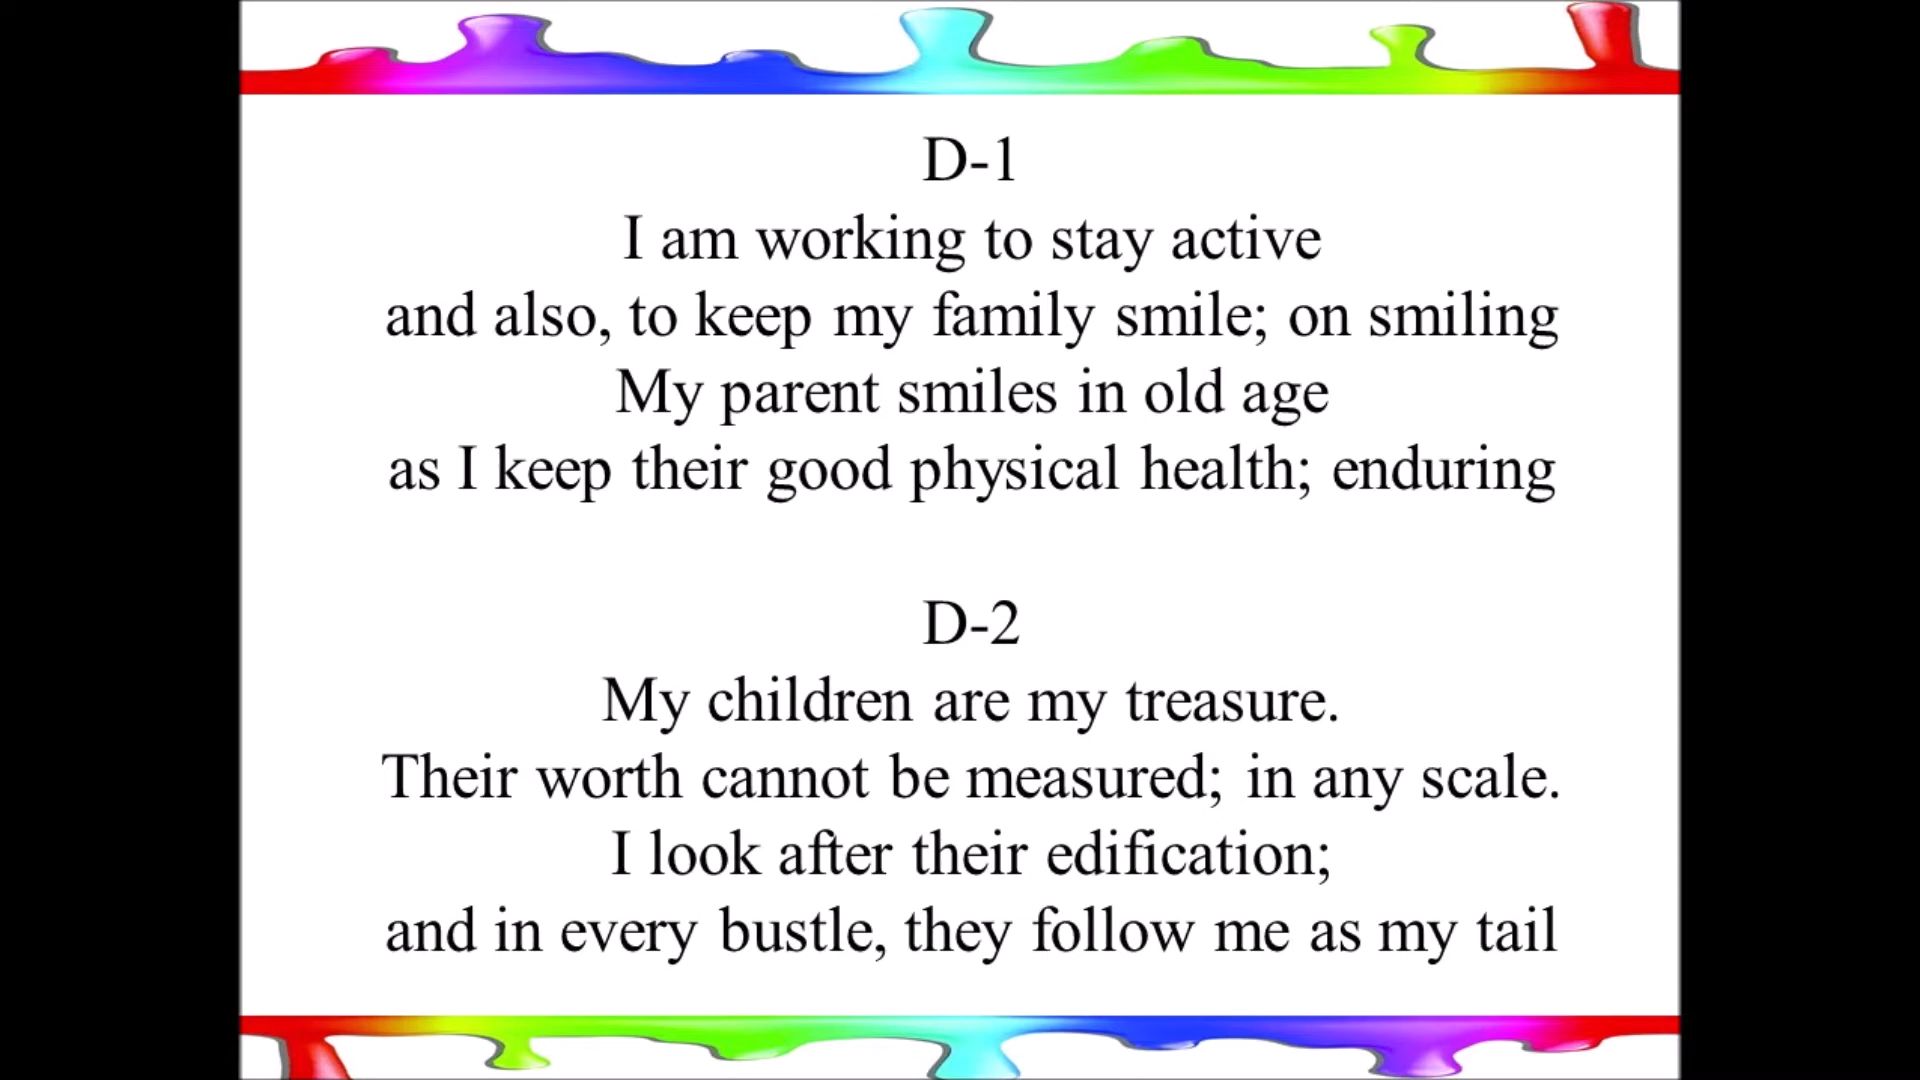 D-1
I am working to stay active
and also, to keep my family smile; on smiling
My parent smiles in old age
as I keep their good physical health; enduring
D-2
My children are my treasure.
Their worth cannot be measured; in any scale.
I look after their edification;
and in every bustle, they follow me as my tail